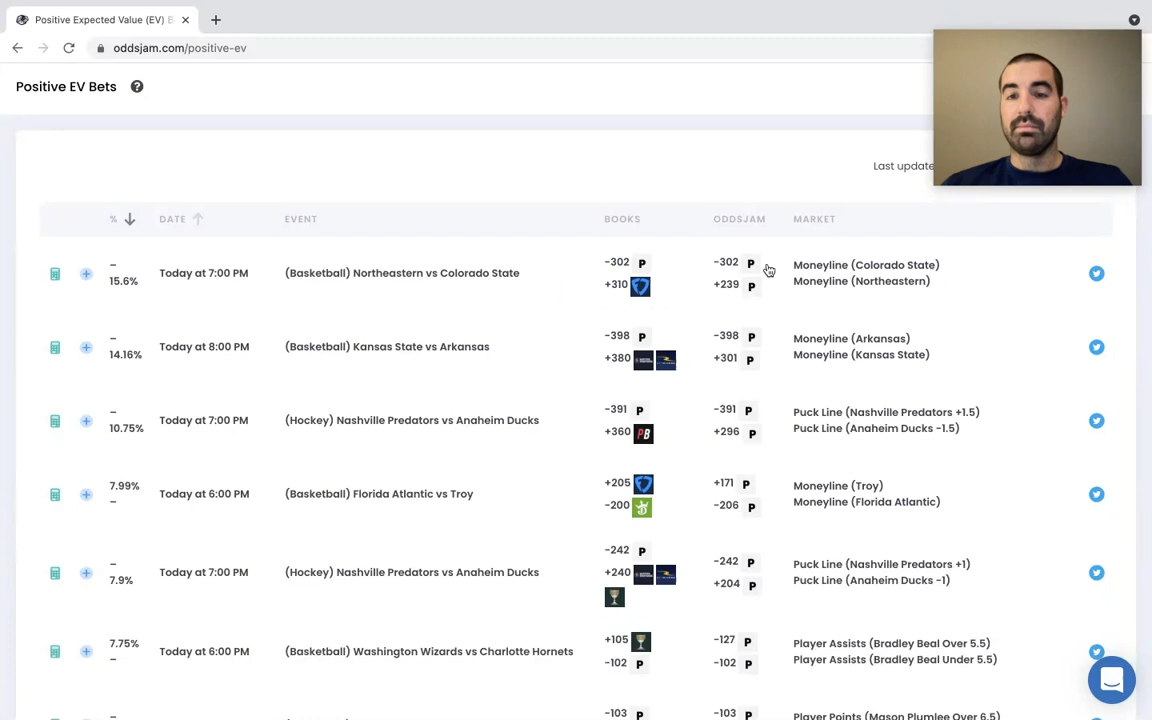 Positive Expected Value (EV) B
oddsjam.com/positive-ev
Positive EV Bets
Last update
% DATE EVENT BOOKS ODDSJAM MARKET
–
15.6%
Today at 7:00 PM
(Basketball) Northeastern vs Colorado State
-302 P
+310
-302 P
+239 P
Moneyline (Colorado State)
Moneyline (Northeastern)
–
14.16%
Today at 8:00 PM
(Basketball) Kansas State vs Arkansas
-398 P
+380
-398 P
+301 P
Moneyline (Arkansas)
Moneyline (Kansas State)
–
10.75%
Today at 7:00 PM
(Hockey) Nashville Predators vs Anaheim Ducks
-391 P
+360 PB
-391 P
+296 P
Puck Line (Nashville Predators +1.5)
Puck Line (Anaheim Ducks -1.5)
7.99%
–
Today at 6:00 PM
(Basketball) Florida Atlantic vs Troy
+205
-200
+171 P
-206 P
Moneyline (Troy)
Moneyline (Florida Atlantic)
–
7.9%
Today at 7:00 PM
(Hockey) Nashville Predators vs Anaheim Ducks
-242 P
+240
-242 P
+204 P
Puck Line (Nashville Predators +1)
Puck Line (Anaheim Ducks -1)
7.75%
–
Today at 6:00 PM
(Basketball) Washington Wizards vs Charlotte Hornets
+105
-102 P
-127 P
-102 P
Player Assists (Bradley Beal Over 5.5)
Player Assists (Bradley Beal Under 5.5)
–
-103 P
-103 P
Player Points (Mason Plumlee Over 6.5)